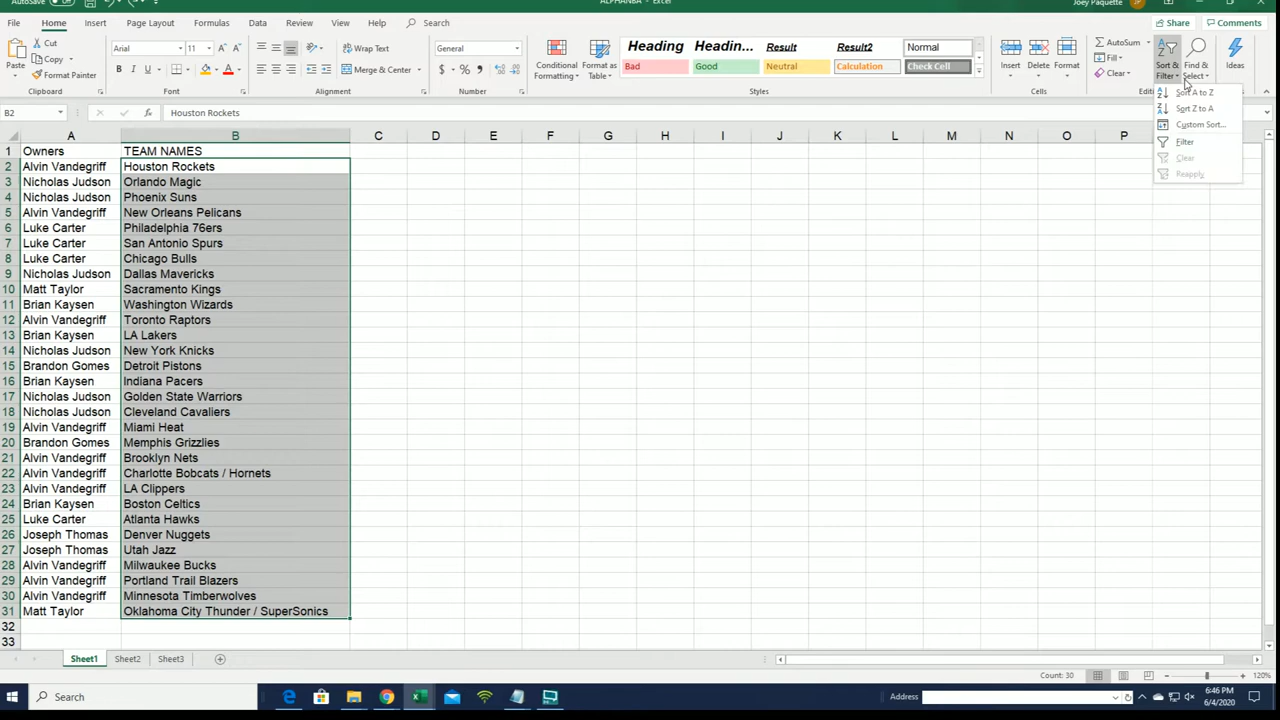 AutoSave Off
ALPHANBA - Excel
Joey Paquette
JP
File Home Insert Page Layout Formulas Data Review View Help Search
Share Comments
Paste
Cut
Copy
Format Painter
Clipboard
Arial 11
B I U
Font
Wrap Text
Merge & Center
Alignment
General
$ % ,
Number
Conditional Formatting
Format as Table
Heading Headin... Result Result2 Normal
Bad Good Neutral Calculation Check Cell
Styles
Insert Delete Format
Cells
AutoSum
Fill
Clear
Sort & Filter
Find & Select
Ideas
Ideas
Sort A to Z
Sort Z to A
Custom Sort...
Filter
Clear
Reapply
B2 fx Houston Rockets
A B C D E F G H I J K L M N O P
1 Owners TEAM NAMES
2 Alvin Vandegriff Houston Rockets
3 Nicholas Judson Orlando Magic
4 Nicholas Judson Phoenix Suns
5 Alvin Vandegriff New Orleans Pelicans
6 Luke Carter Philadelphia 76ers
7 Luke Carter San Antonio Spurs
8 Luke Carter Chicago Bulls
9 Nicholas Judson Dallas Mavericks
10 Matt Taylor Sacramento Kings
11 Brian Kaysen Washington Wizards
12 Alvin Vandegriff Toronto Raptors
13 Brian Kaysen LA Lakers
14 Nicholas Judson New York Knicks
15 Brandon Gomes Detroit Pistons
16 Brian Kaysen Indiana Pacers
17 Nicholas Judson Golden State Warriors
18 Nicholas Judson Cleveland Cavaliers
19 Alvin Vandegriff Miami Heat
20 Brandon Gomes Memphis Grizzlies
21 Alvin Vandegriff Brooklyn Nets
22 Alvin Vandegriff Charlotte Bobcats / Hornets
23 Alvin Vandegriff LA Clippers
24 Brian Kaysen Boston Celtics
25 Luke Carter Atlanta Hawks
26 Joseph Thomas Denver Nuggets
27 Joseph Thomas Utah Jazz
28 Alvin Vandegriff Milwaukee Bucks
29 Alvin Vandegriff Portland Trail Blazers
30 Alvin Vandegriff Minnesota Timberwolves
31 Matt Taylor Oklahoma City Thunder / SuperSonics
32
33
Sheet1 Sheet2 Sheet3
Count: 30 120%
Search
Address
6:46 PM
6/4/2020